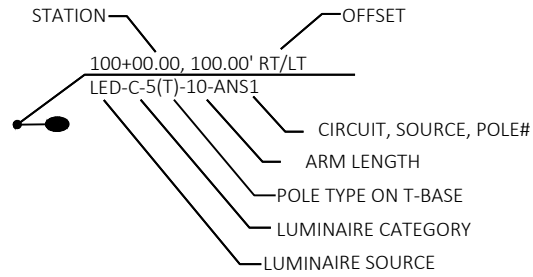 STATION
OFFSET
100+00.00, 100.00' RT/LT
LED-C-5(T)-10-ANS1
CIRCUIT, SOURCE, POLE#
ARM LENGTH
POLE TYPE ON T-BASE
LUMINAIRE CATEGORY
LUMINAIRE SOURCE